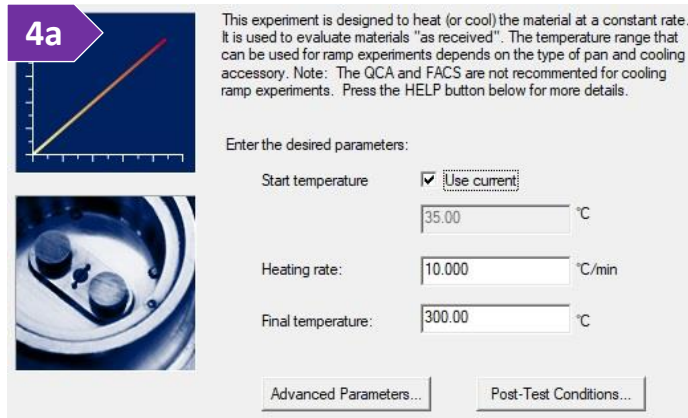 4a
This experiment is designed to heat (or cool) the material at a constant rate.
It is used to evaluate materials "as received". The temperature range that
can be used for ramp experiments depends on the type of pan and cooling
accessory. Note: The QCA and FACS are not recommented for cooling
ramp experiments. Press the HELP button below for more details.
Enter the desired parameters:
Start temperature Use current
35.00 °C
Heating rate: 10.000 °C/min
Final temperature: 300.00 °C
Advanced Parameters... Post-Test Conditions...